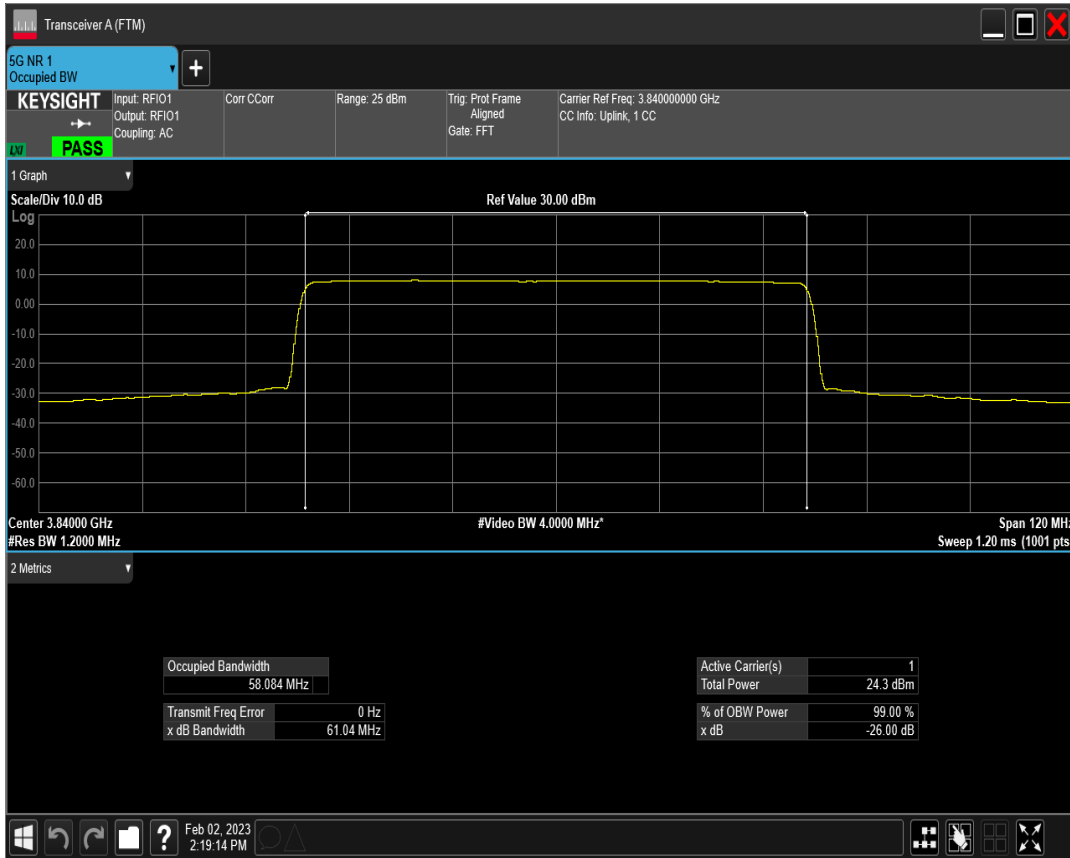 Transceiver A (FTM)
5G NR 1
Occupied BW
+
KEYSIGHT
Input: RFIO1
Output: RFIO1
Coupling: AC
Corr CCorr
Range: 25 dBm
Trig: Prot Frame
Aligned
Gate: FFT
Carrier Ref Freq: 3.840000000 GHz
CC Info: Uplink, 1 CC
LXI
PASS
1 Graph
Scale/Div 10.0 dB
Ref Value 30.00 dBm
Log
20.0
10.0
0.00
-10.0
-20.0
-30.0
-40.0
-50.0
-60.0
Center 3.84000 GHz
#Video BW 4.0000 MHz*
Span 120 MHz
#Res BW 1.2000 MHz
Sweep 1.20 ms (1001 pts
2 Metrics
Occupied Bandwidth
58.084 MHz
Transmit Freq Error 0 Hz
x dB Bandwidth 61.04 MHz
Active Carrier(s) 1
Total Power 24.3 dBm
% of OBW Power 99.00 %
x dB -26.00 dB
?
Feb 02, 2023
2:19:14 PM